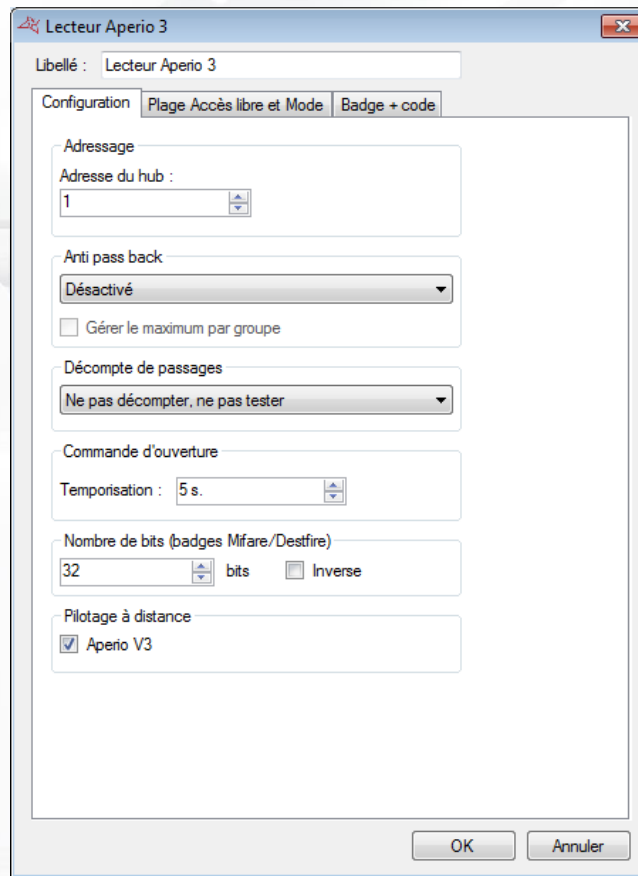 Lecteur Aperio 3
Libellé : Lecteur Aperio 3
Configuration Plage Accès libre et Mode Badge + code
Adressage
Adresse du hub :
1
Anti pass back
Désactivé
Gérer le maximum par groupe
Décompte de passages
Ne pas décompter, ne pas tester
Commande d'ouverture
Temporisation : 5 s.
Nombre de bits (badges Mifare/Destfire)
32 bits Inverse
Pilotage à distance
Aperio V3
OK Annuler